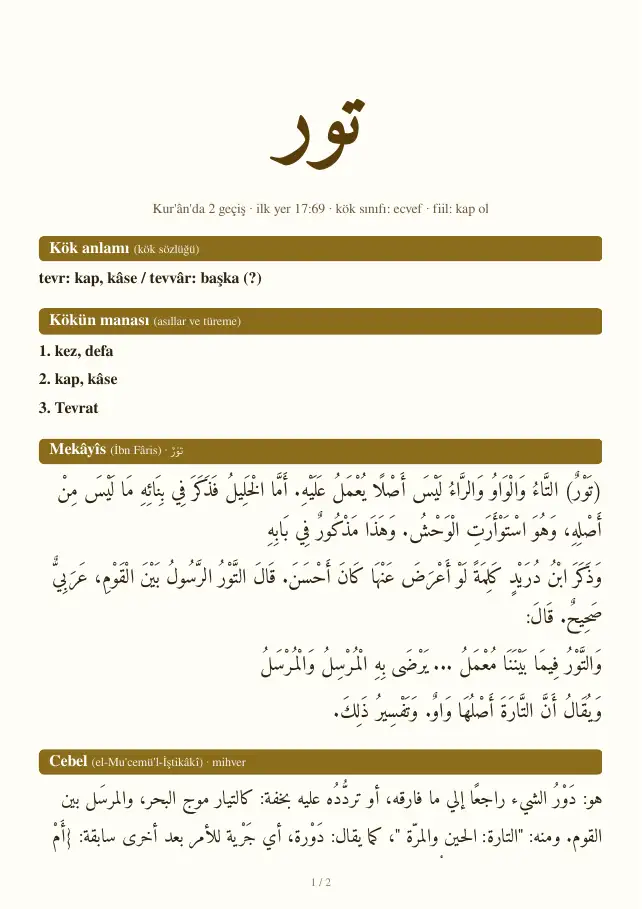 تور
Kur'ân'da 2 geçiş · ilk yer 17:69 · kök sınıfı: ecvef · fiil: kap ol
Kök anlamı (kök sözlüğü)
tevr: kap, kâse / tevvâr: başka (?)
Kökün manası (asıllar ve türeme)
1. kez, defa
2. kap, kâse
3. Tevrat
Mekâyîs (İbn Fâris) · تَوْرٌ
(تَوْرٌ) التَّاءُ وَالْوَاوُ وَالرَّاءُ لَيْسَ أَصْلًا يُعْمَلُ عَلَيْهِ. أَمَّا الْخَلِيلُ فَذَكَرَ فِي بِنَائِهِ مَا لَيْسَ مِنْ
أَصْلِهِ، وَهُوَ اسْتَوْأَرَتِ الْوَحْشُ. وَهَذَا مَذْكُورٌ فِي بَابِهِ
وَذَكَرَ ابْنُ دُرَيْدٍ كَلِمَةً لَوْ أَعْرَضَ عَنْهَا كَانَ أَحْسَنَ. قَالَ التَّوْرُ الرَّسُولُ بَيْنَ الْقَوْمِ، عَرَبِيٌّ
صَحِيحٌ. قَالَ:
وَالتَّوْرُ فِيمَا بَيْنَنَا مُعْمَلُ ... يَرْضَى بِهِ الْمُرْسِلُ وَالْمُرْسَلُ
وَيُقَالُ أَنَّ التَّارَةَ أَصْلُهَا وَاوٌ. وَتَفْسِيرُ ذَلِكَ.
Cebel (el-Mu'cemü'l-İştikâkî) · mihver
هو: دَوْرُ الشيء راجعًا إلي ما فارقه، أو تردُّدُه عليه بخفة: كالتيار موج البحر، والمرسَل بين
القوم. ومنه: "التارة: الحين والمرّة "، كما يقال: دَوْرة، أي جَرْية للأمر بعد أخرى سابقة: {أَمْ
1 / 2